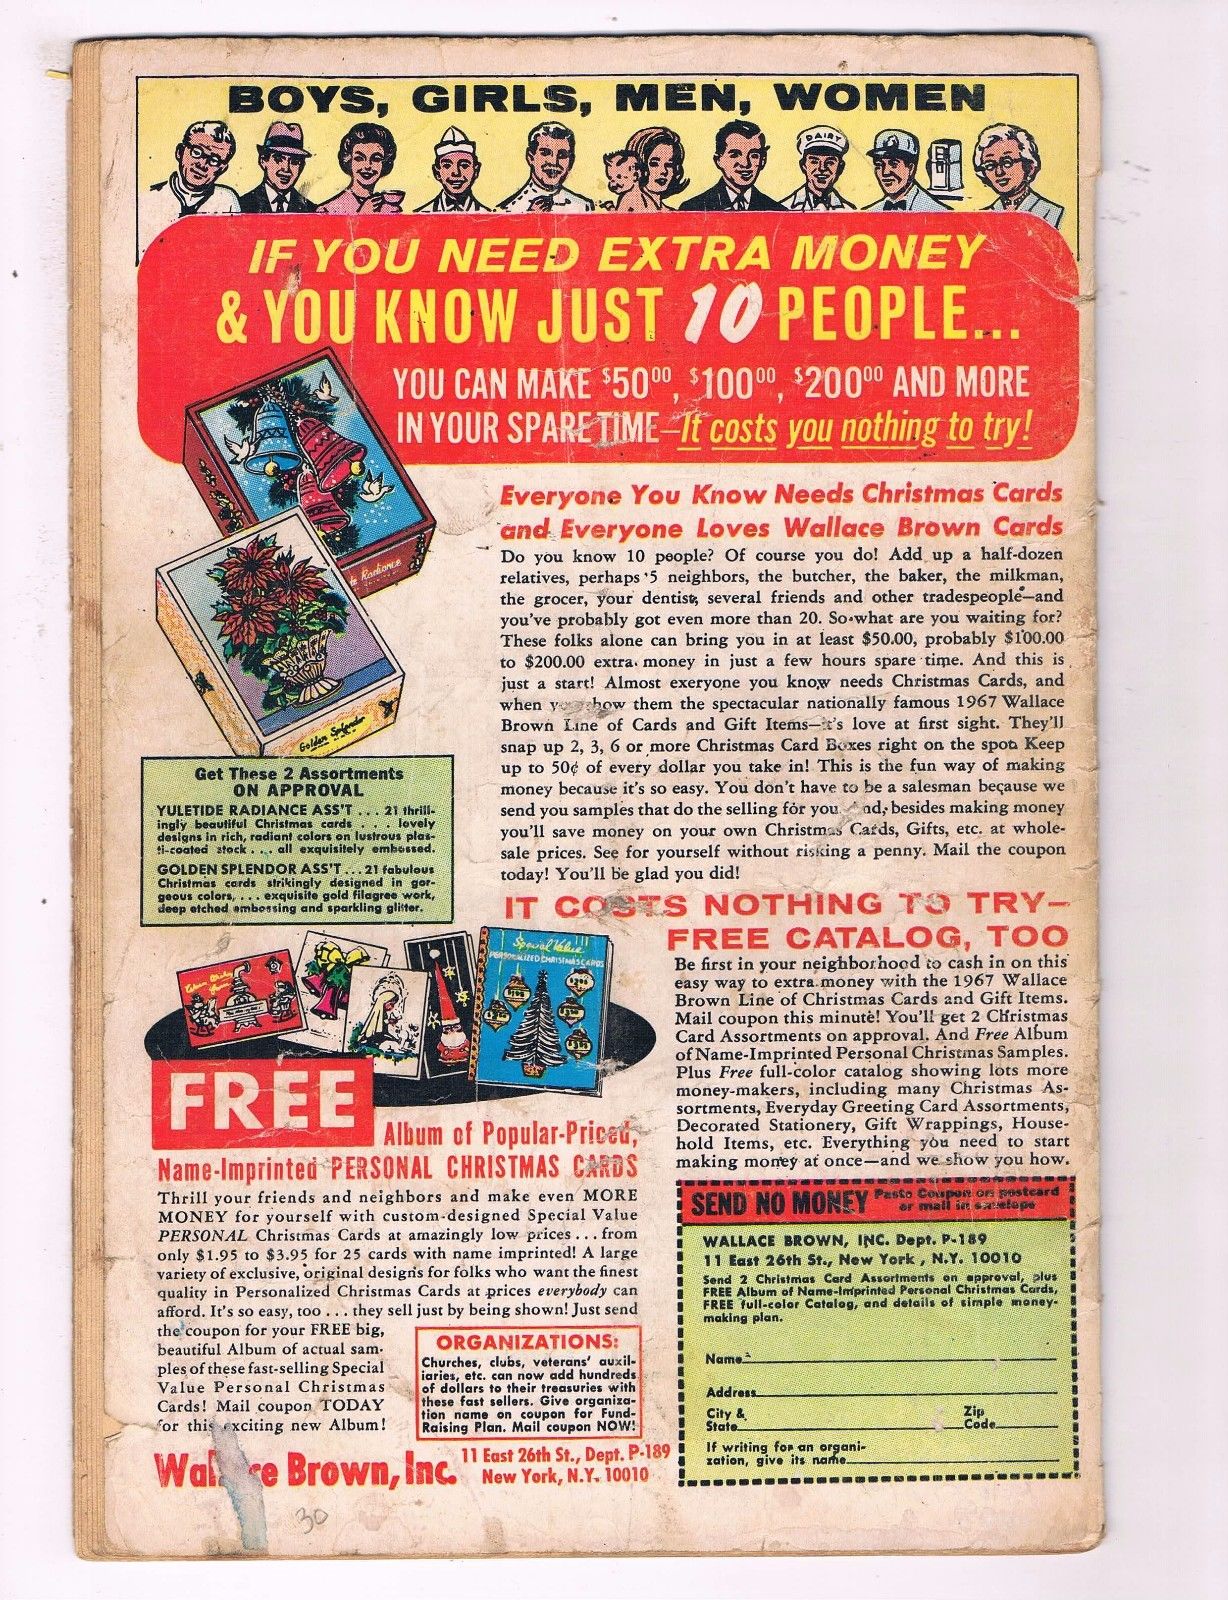 BOYS, GIRLS, MEN, WOMEN
DAIRY
IF YOU NEED EXTRA MONEY
& YOU KNOW JUST 10 PEOPLE...
YOU CAN MAKE $50⁰⁰, $100⁰⁰, $200⁰⁰ AND MORE
IN YOUR SPARE TIME—It costs you nothing to try!
Radiance
Golden Splendor
Everyone You Know Needs Christmas Cards
and Everyone Loves Wallace Brown Cards
Do you know 10 people? Of course you do! Add up a half-dozen
relatives, perhaps 5 neighbors, the butcher, the baker, the milkman,
the grocer, your dentist, several friends and other tradespeople—and
you've probably got even more than 20. So what are you waiting for?
These folks alone can bring you in at least $50.00, probably $100.00
to $200.00 extra money in just a few hours spare time. And this is
just a start! Almost exeryone you know needs Christmas Cards, and
when you show them the spectacular nationally famous 1967 Wallace
Brown Line of Cards and Gift Items—it's love at first sight. They'll
snap up 2, 3, 6 or more Christmas Card Boxes right on the spot. Keep
up to 50¢ of every dollar you take in! This is the fun way of making
money because it's so easy. You don't have to be a salesman because we
send you samples that do the selling for you. And, besides making money
you'll save money on your own Christmas Cards, Gifts, etc. at whole-
sale prices. See for yourself without risking a penny. Mail the coupon
today! You'll be glad you did!
Get These 2 Assortments
ON APPROVAL
YULETIDE RADIANCE ASS'T . . . 21 thrill-
ingly beautiful Christmas cards . . . lovely
designs in rich, radiant colors on lustrous plas-
ti-coated stock . . . all exquisitely embossed.
GOLDEN SPLENDOR ASS'T . . . 21 fabulous
Christmas cards strikingly designed in gor-
geous colors, . . . exquisite gold filagree work,
deep etched embossing and sparkling glitter.
IT COSTS NOTHING TO TRY—
FREE CATALOG, TOO
Be first in your neighborhood to cash in on this
easy way to extra money with the 1967 Wallace
Brown Line of Christmas Cards and Gift Items.
Mail coupon this minute! You'll get 2 Christmas
Card Assortments on approval. And Free Album
of Name-Imprinted Personal Christmas Samples.
Plus Free full-color catalog showing lots more
money-makers, including many Christmas As-
sortments, Everyday Greeting Card Assortments,
Decorated Stationery, Gift Wrappings, House-
hold Items, etc. Everything you need to start
making money at once—and we show you how.
Special Value
PERSONALIZED CHRISTMAS CARDS
FREE
Album of Popular-Priced,
Name-Imprinted PERSONAL CHRISTMAS CARDS
Thrill your friends and neighbors and make even MORE
MONEY for yourself with custom-designed Special Value
PERSONAL Christmas Cards at amazingly low prices . . . from
only $1.95 to $3.95 for 25 cards with name imprinted! A large
variety of exclusive, original designs for folks who want the finest
quality in Personalized Christmas Cards at prices everybody can
afford. It's so easy, too . . . they sell just by being shown! Just send
the coupon for your FREE big,
beautiful Album of actual sam-
ples of these fast-selling Special
Value Personal Christmas
Cards! Mail coupon TODAY
for this exciting new Album!
ORGANIZATIONS:
Churches, clubs, veterans' auxil-
iaries, etc. can now add hundreds
of dollars to their treasuries with
these fast sellers. Give organiza-
tion name on coupon for Fund-
Raising Plan. Mail coupon NOW!
Wallace Brown, Inc. 11 East 26th St., Dept. P-189
New York, N.Y. 10010
SEND NO MONEY Paste Coupon on postcard
or mail in envelope
WALLACE BROWN, INC. Dept. P-189
11 East 26th St., New York, N.Y. 10010
Send 2 Christmas Card Assortments on approval, plus
FREE Album of Name-Imprinted Personal Christmas Cards,
FREE full-color Catalog, and details of simple money-
making plan.
Name
Address
City &
State
Zip
Code
If writing for an organi-
zation, give its name
30